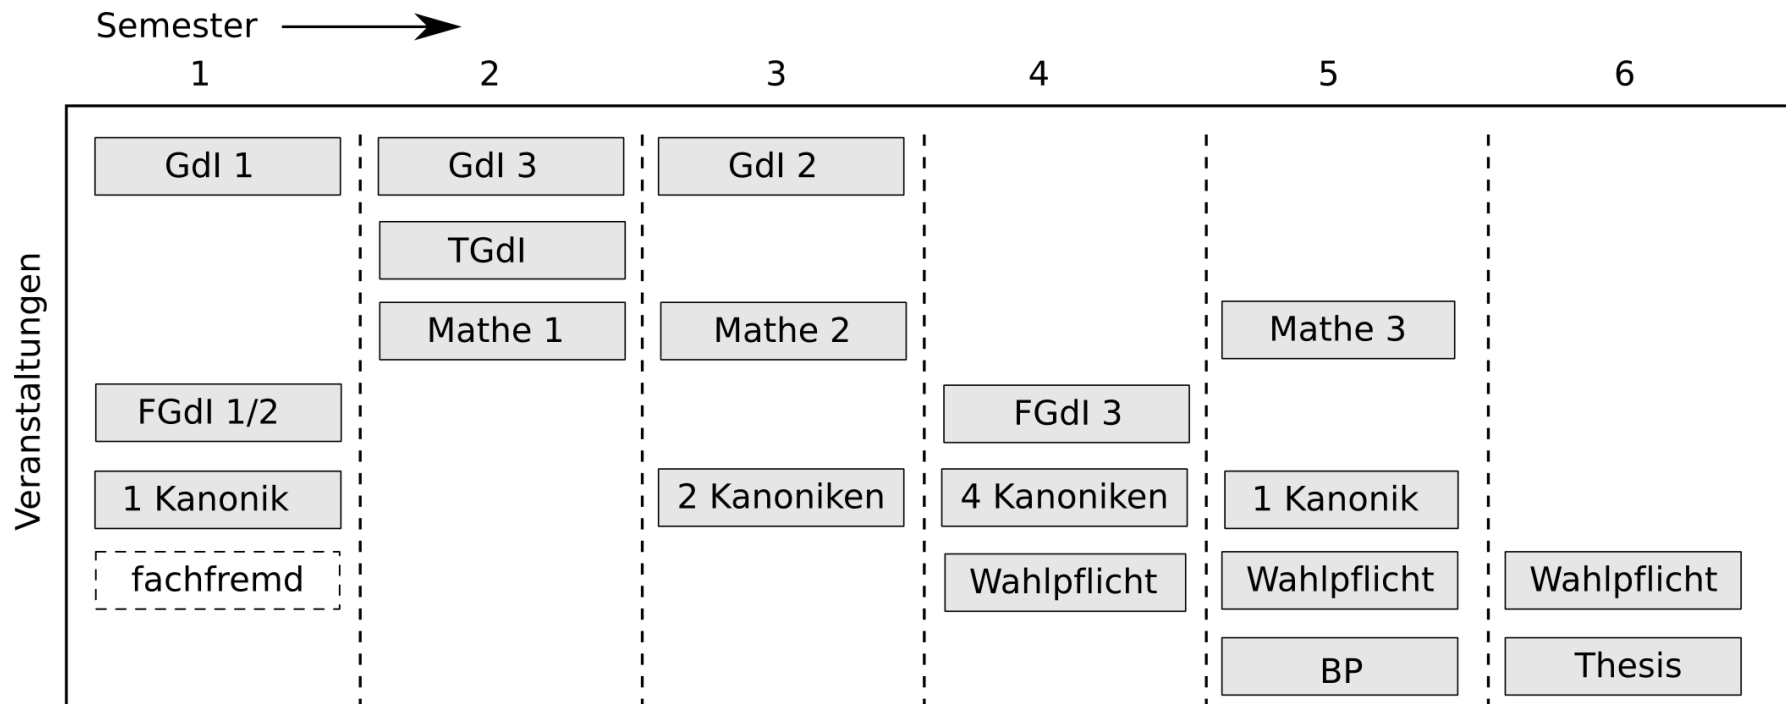 Semester
1 2 3 4 5 6
Veranstaltungen
GdI 1 GdI 3 GdI 2
TGdI
Mathe 1 Mathe 2 Mathe 3
FGdI 1/2 FGdI 3
1 Kanonik 2 Kanoniken 4 Kanoniken 1 Kanonik
fachfremd Wahlpflicht Wahlpflicht Wahlpflicht
BP Thesis